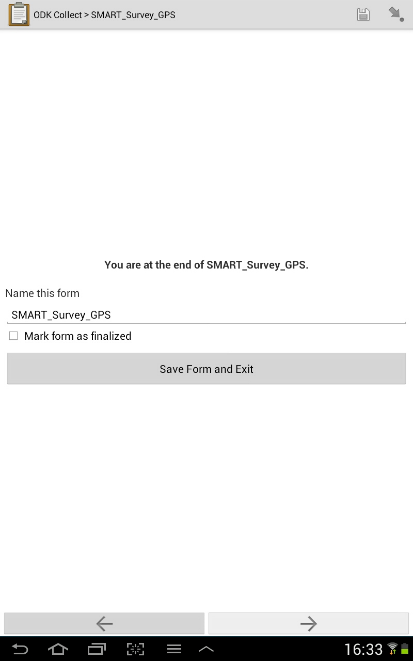 ODK Collect > SMART_Survey_GPS
You are at the end of SMART_Survey_GPS.
Name this form
SMART_Survey_GPS
Mark form as finalized
Save Form and Exit
16:33